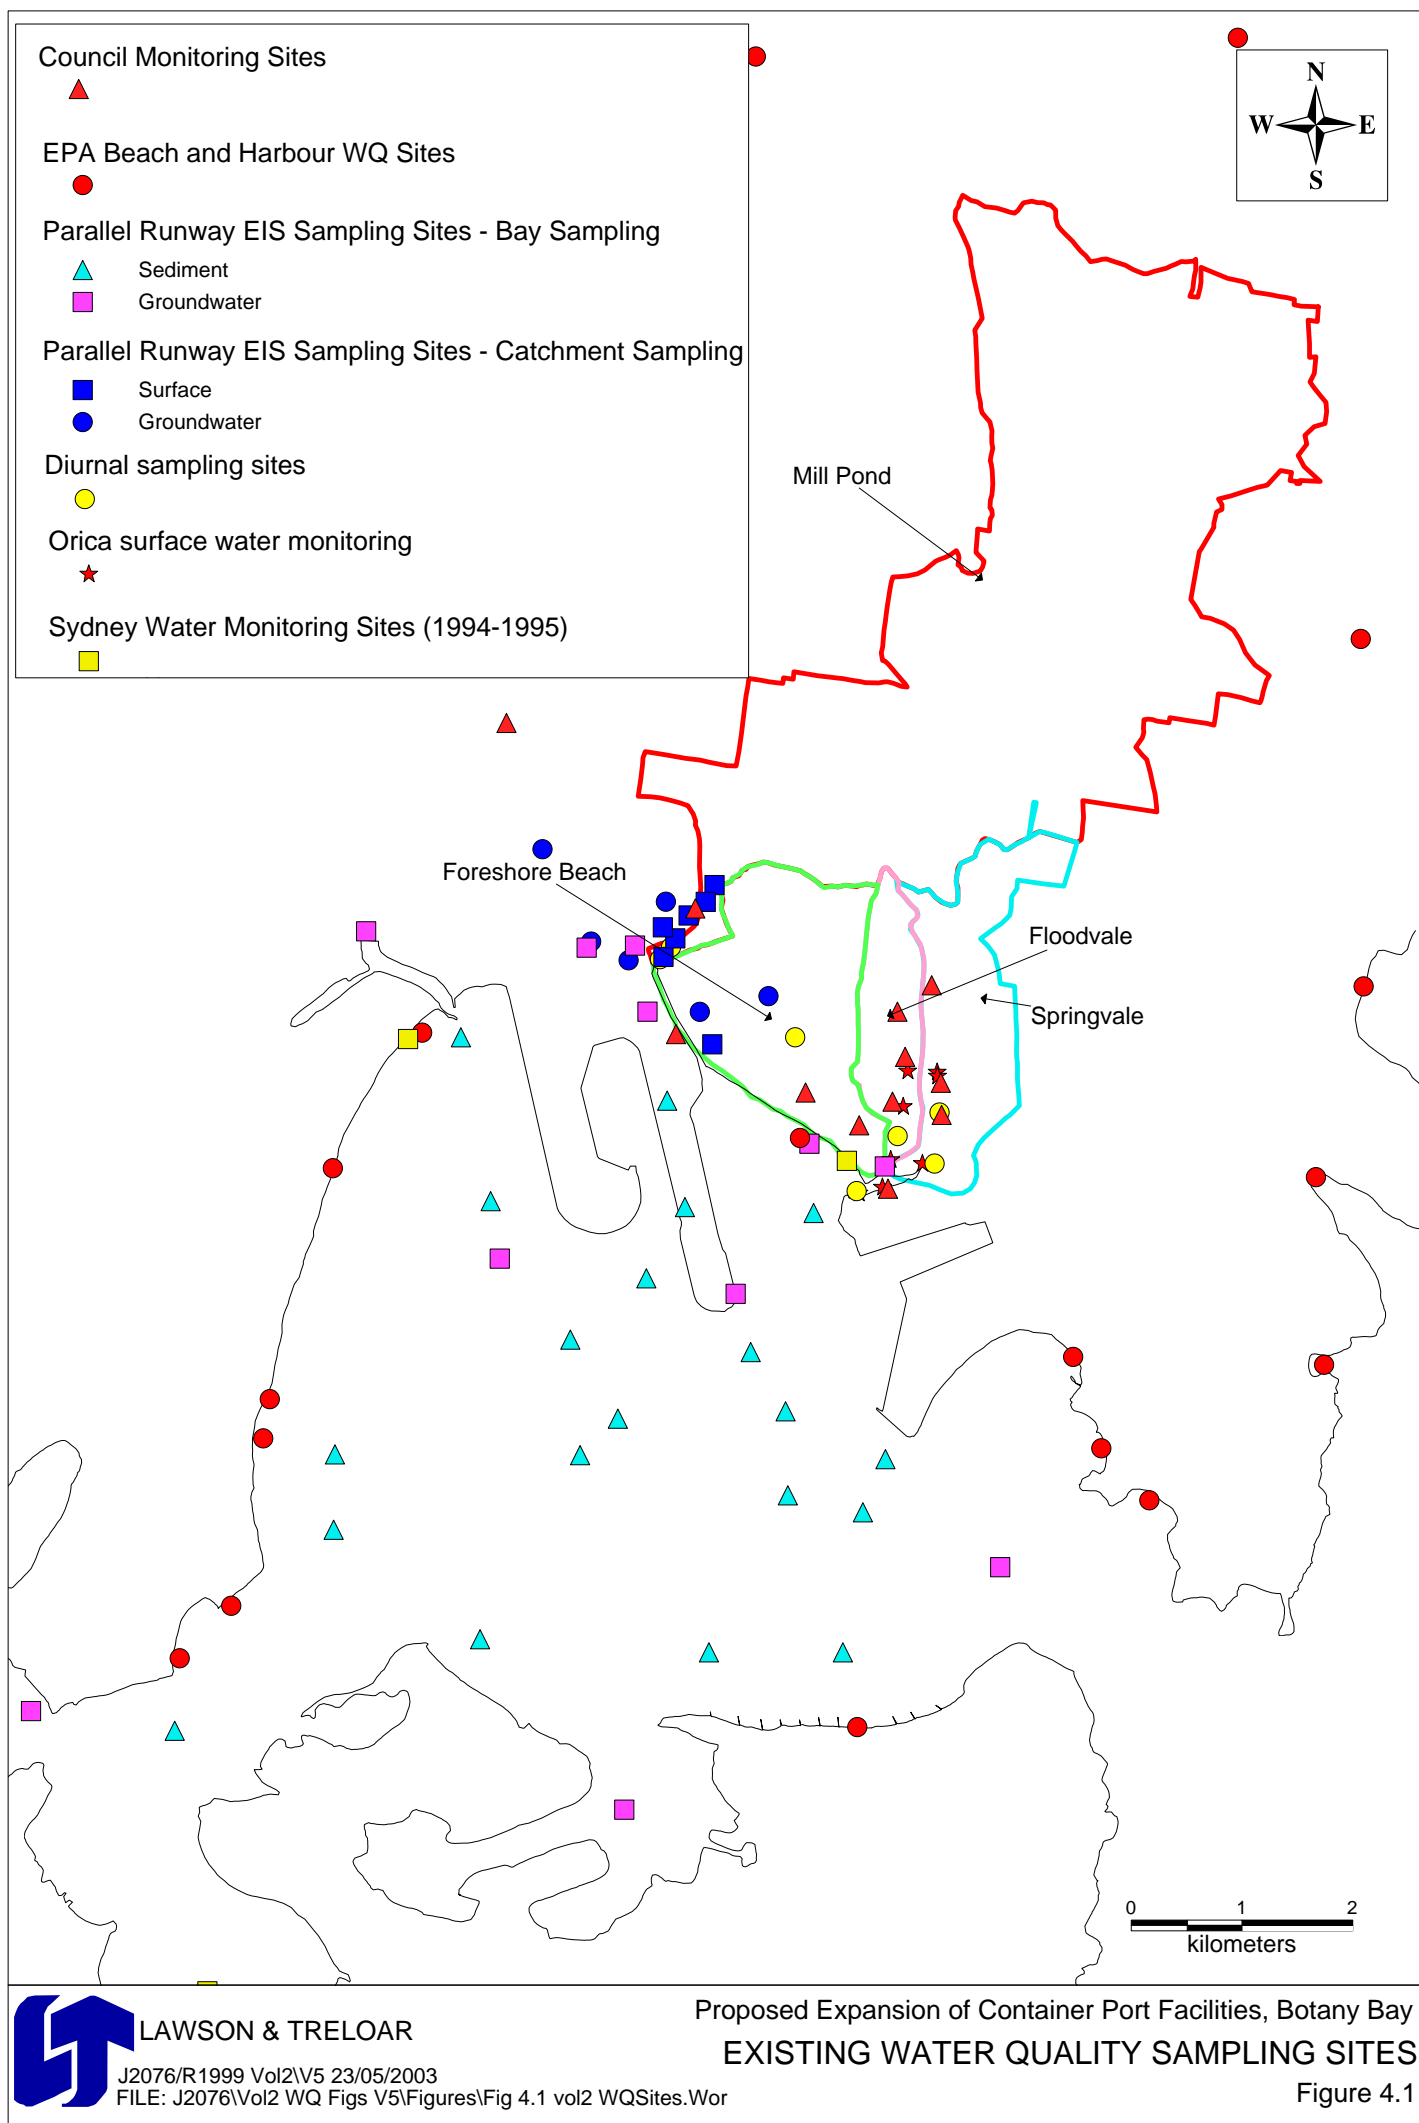 Council Monitoring Sites
EPA Beach and Harbour WQ Sites
Parallel Runway EIS Sampling Sites - Bay Sampling
Sediment
Groundwater
Parallel Runway EIS Sampling Sites - Catchment Sampling
Surface
Groundwater
Diurnal sampling sites
Orica surface water monitoring
Sydney Water Monitoring Sites (1994-1995)
N
W E
S
Mill Pond
Foreshore Beach
Floodvale
Springvale
0 1 2
kilometers
LAWSON & TRELOAR
J2076/R1999 Vol2\V5 23/05/2003
FILE: J2076\Vol2 WQ Figs V5\Figures\Fig 4.1 vol2 WQSites.Wor
Proposed Expansion of Container Port Facilities, Botany Bay
EXISTING WATER QUALITY SAMPLING SITES
Figure 4.1